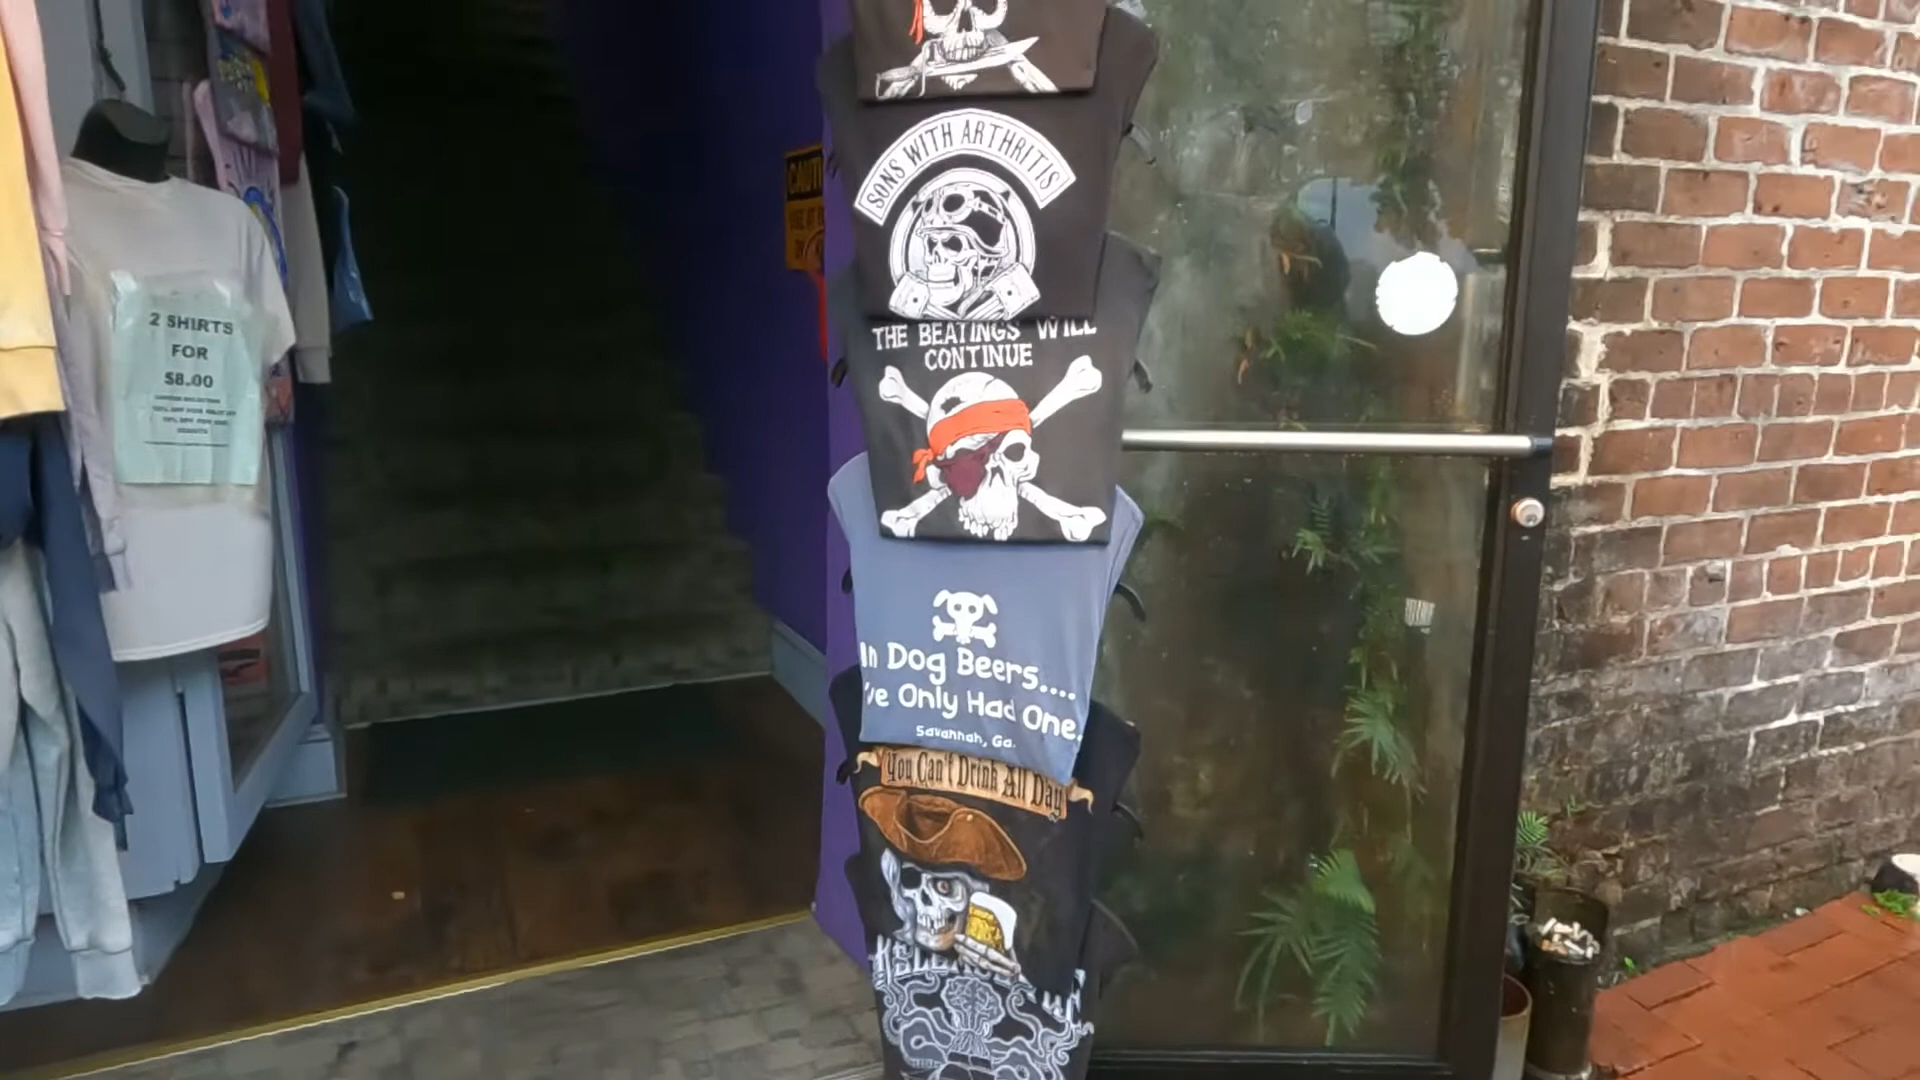 2 SHIRTS
FOR
$8.00
SONS WITH ARTHRITIS
THE BEATINGS WILL
CONTINUE
In Dog Beers....
've Only Had One.
Savannah, Ga.
You Can't Drink All Day